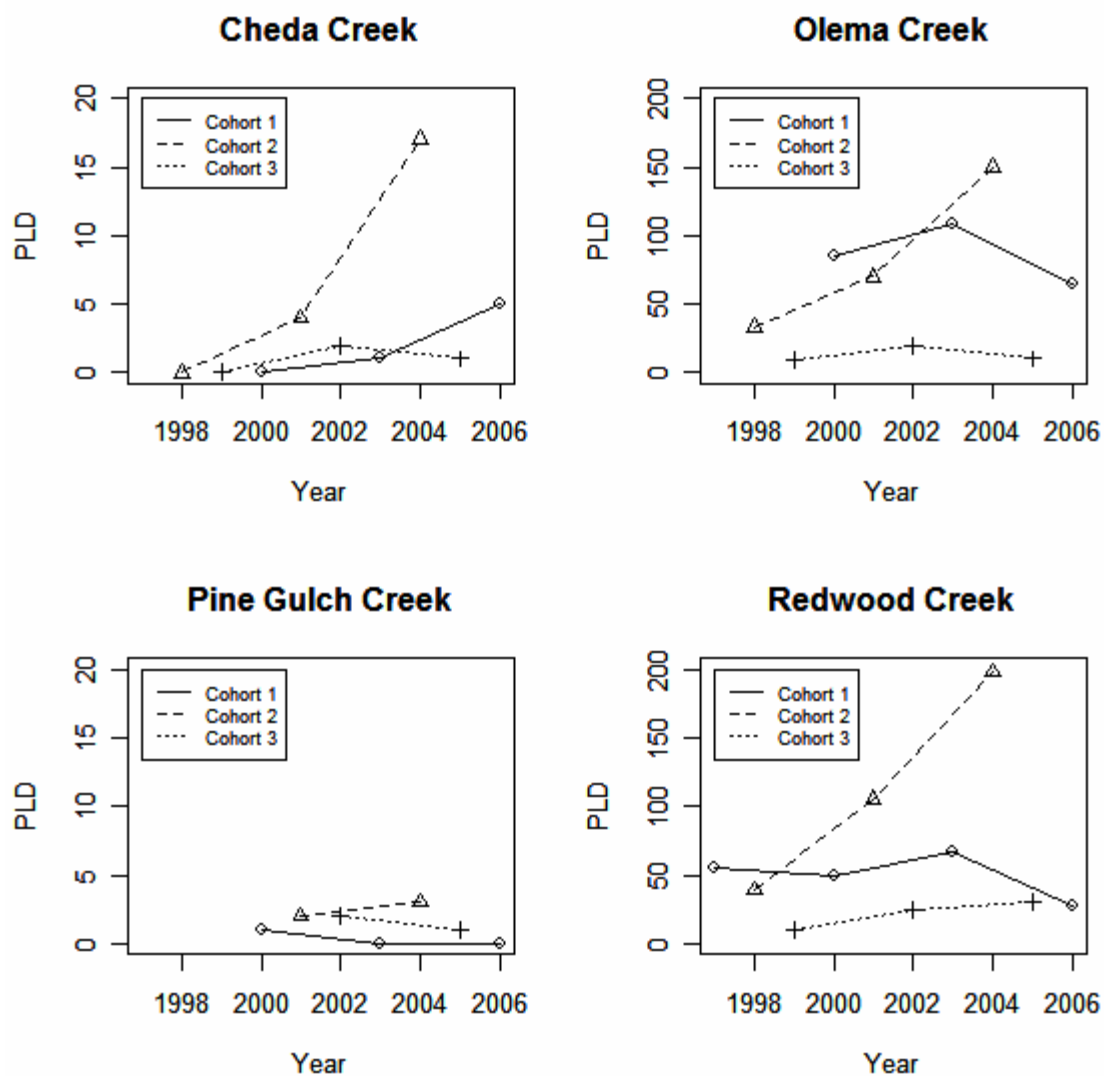 Cheda Creek
PLD
20
15
10
5
0
Cohort 1
Cohort 2
Cohort 3
1998 2000 2002 2004 2006
Year
Olema Creek
PLD
200
150
100
50
0
Cohort 1
Cohort 2
Cohort 3
1998 2000 2002 2004 2006
Year
Pine Gulch Creek
PLD
20
15
10
5
0
Cohort 1
Cohort 2
Cohort 3
1998 2000 2002 2004 2006
Year
Redwood Creek
PLD
200
150
100
50
0
Cohort 1
Cohort 2
Cohort 3
1998 2000 2002 2004 2006
Year